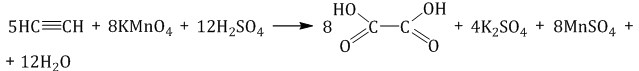 5HC≡CH + 8KMnO₄ + 12H₂SO₄ ⟶ 8 HO OH C–C O O + 4K₂SO₄ + 8MnSO₄ +
+ 12H₂O